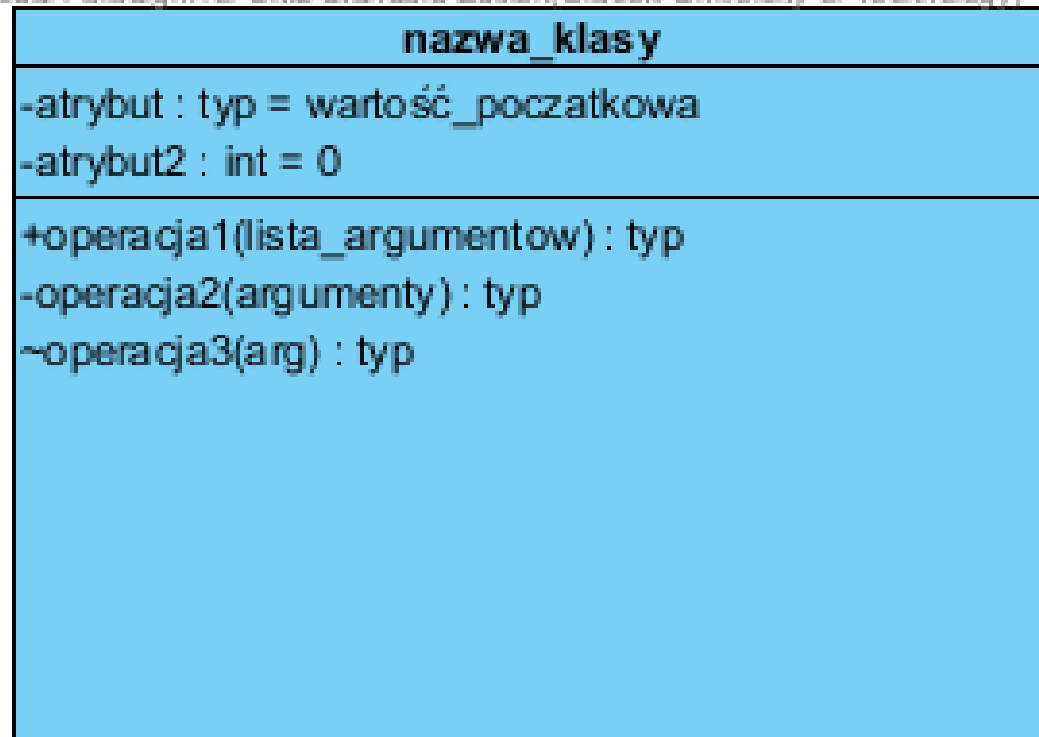 nazwa_klasy
-atrybut : typ = wartość_poczatkowa
-atrybut2 : int = 0
+operacja1(lista_argumentow) : typ
-operacja2(argumenty) : typ
~operacja3(arg) : typ